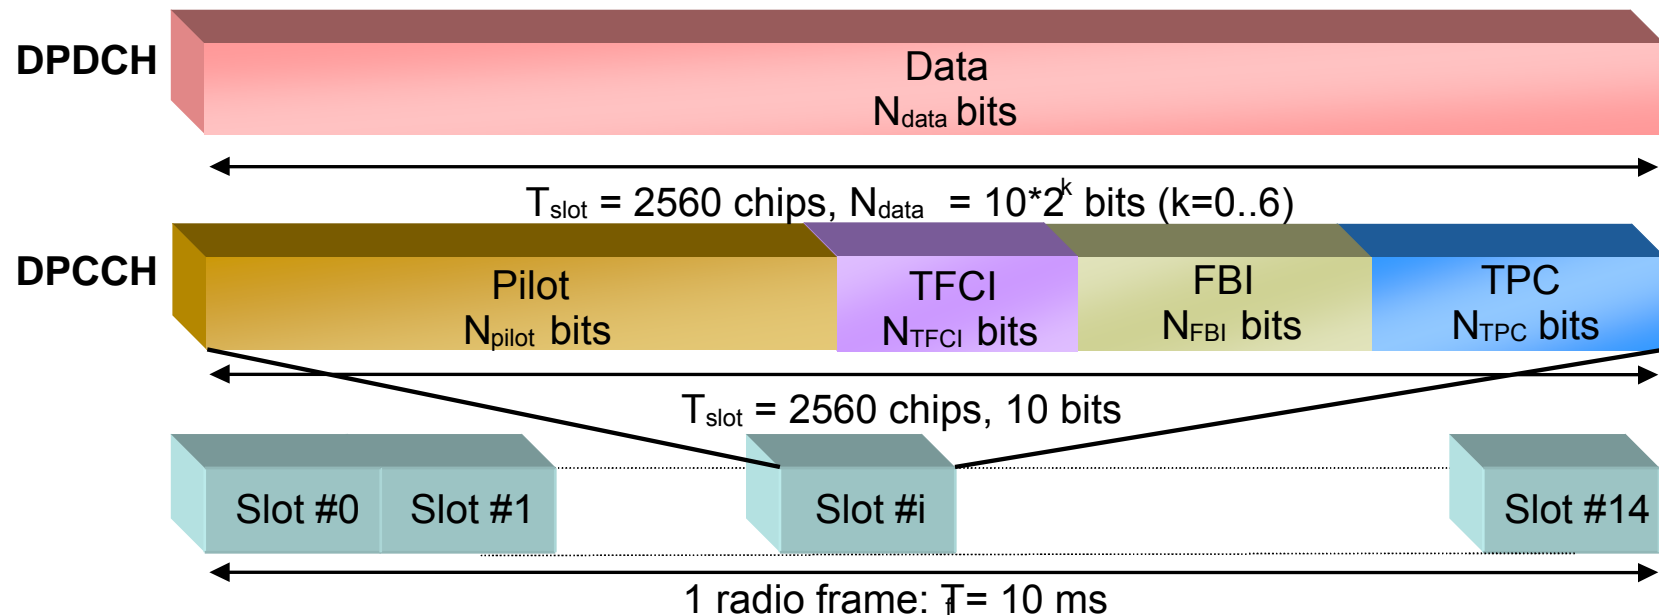 DPDCH
Data
Ndata bits
Tslot = 2560 chips, Ndata = 10*2^k bits (k=0..6)
DPCCH
Pilot TFCI FBI TPC
Npilot bits NTFCI bits NFBI bits NTPC bits
Tslot = 2560 chips, 10 bits
Slot #0 Slot #1 Slot #i Slot #14
1 radio frame: Tf = 10 ms